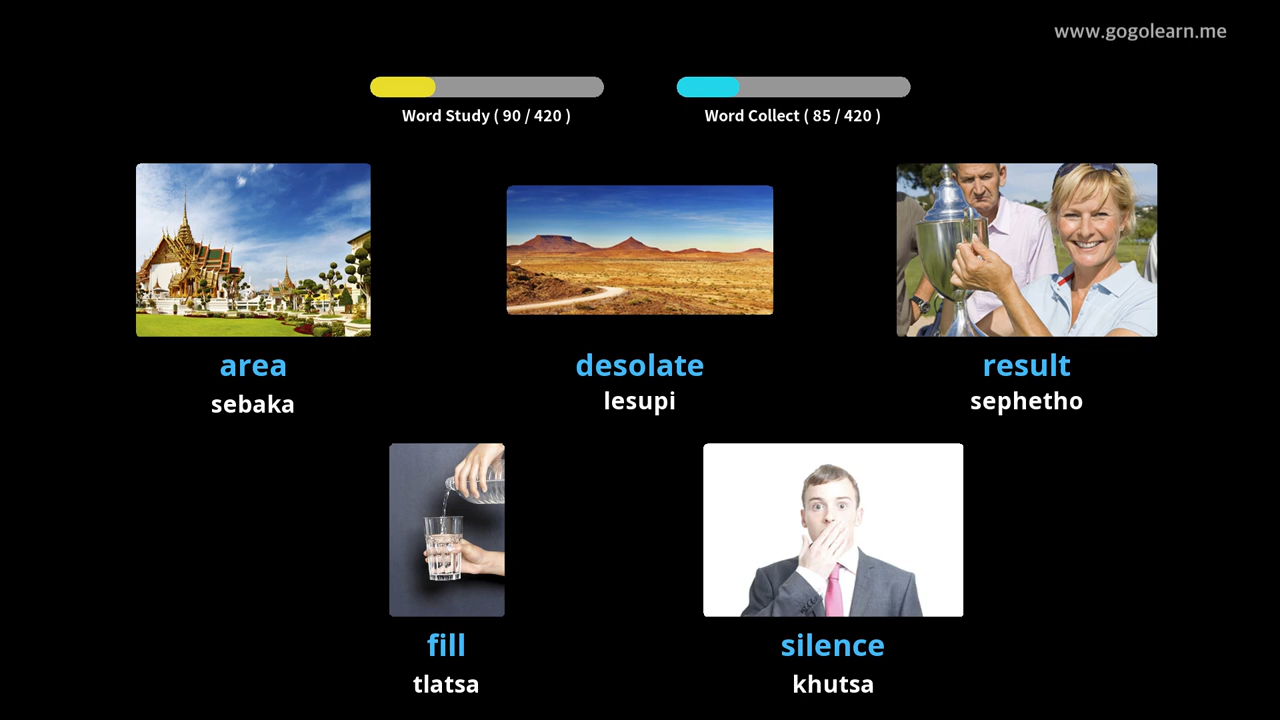 www.gogolearn.me
Word Study ( 90 / 420 )
Word Collect ( 85 / 420 )
area
sebaka
desolate
lesupi
result
sephetho
fill
tlatsa
silence
khutsa